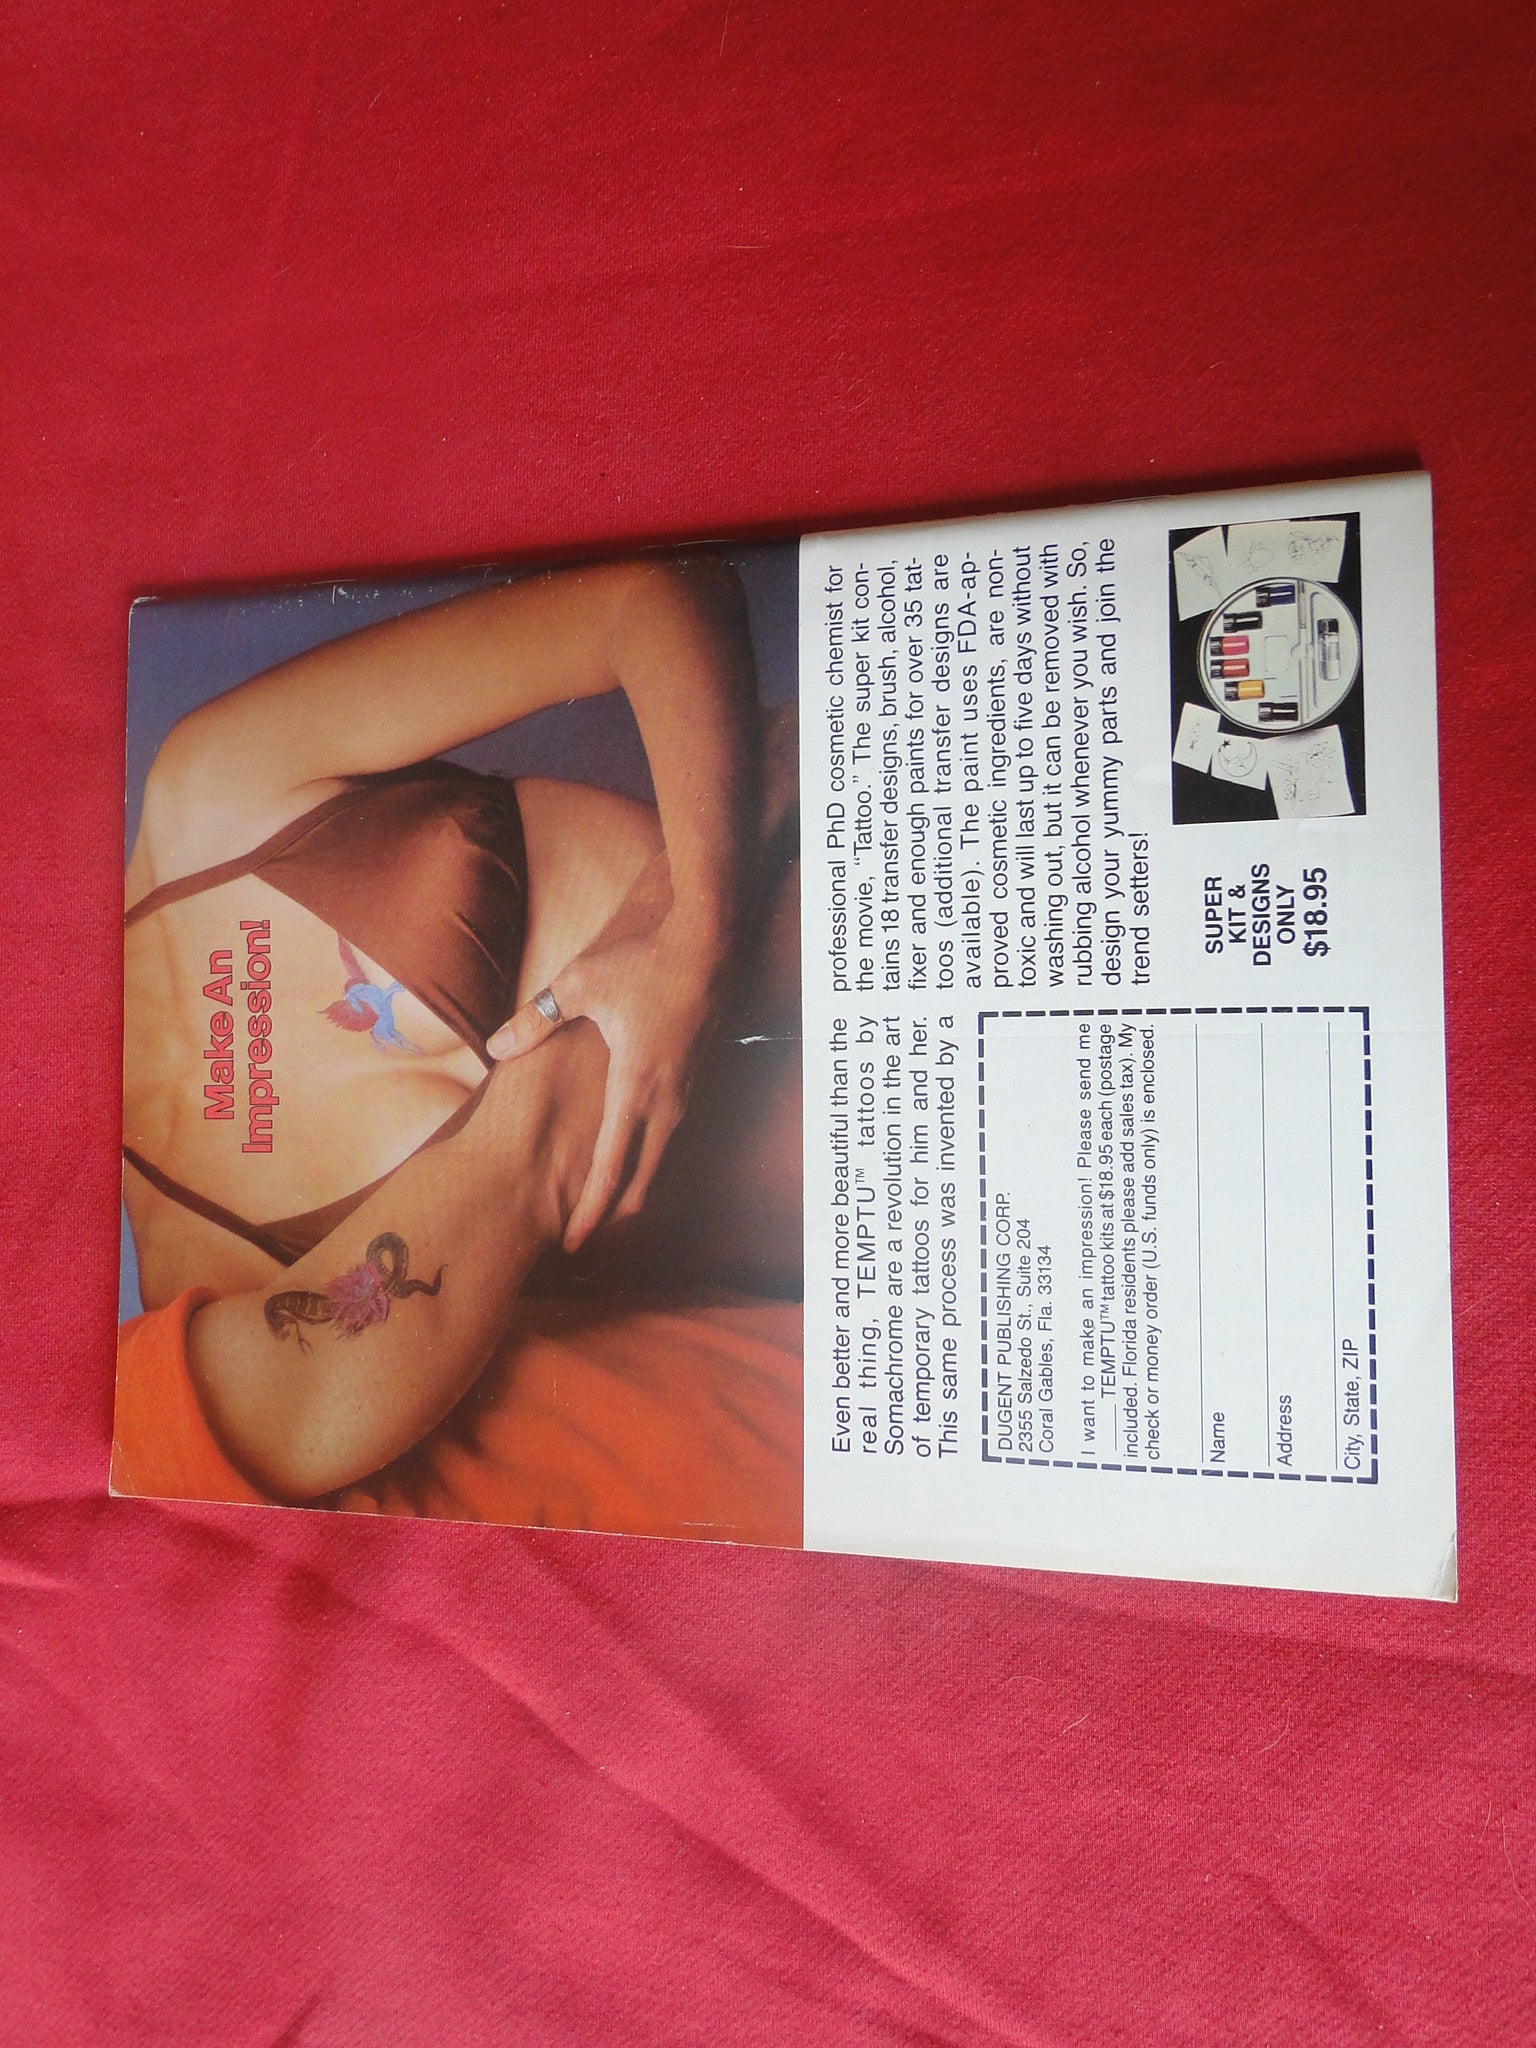 Make An
Impression!
Even better and more beautiful than the
real thing, TEMPTU™ tattoos by
Somachrome are a revolution in the art
of temporary tattoos for him and her.
This same process was invented by a
professional PhD cosmetic chemist for
the movie, "Tattoo." The super kit con-
tains 18 transfer designs, brush, alcohol,
fixer and enough paints for over 35 tat-
toos (additional transfer designs are
available). The paint uses FDA-ap-
proved cosmetic ingredients, are non-
toxic and will last up to five days without
washing out, but it can be removed with
rubbing alcohol whenever you wish. So,
design your yummy parts and join the
trend setters!
DUGENT PUBLISHING CORP.
2355 Salzedo St., Suite 204
Coral Gables, Fla. 33134
I want to make an impression! Please send me
____ TEMPTU™ tattoo kits at $18.95 each (postage
included. Florida residents please add sales tax). My
check or money order (U.S. funds only) is enclosed.
Name
Address
City, State, ZIP
SUPER
KIT &
DESIGNS
ONLY
$18.95